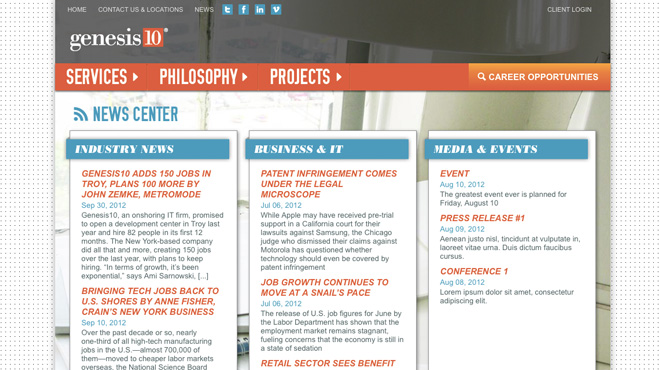 HOME CONTACT US & LOCATIONS NEWS
CLIENT LOGIN
genesis10
SERVICES PHILOSOPHY PROJECTS
CAREER OPPORTUNITIES
NEWS CENTER
INDUSTRY NEWS
GENESIS10 ADDS 150 JOBS IN
TROY, PLANS 100 MORE BY
JOHN ZEMKE, METROMODE
Sep 30, 2012
Genesis10, an onshoring IT firm, promised
to open a development center in Troy last
year and hire 82 people in its first 12
months. The New York-based company
did all that and more, creating 150 jobs
over the last year, with plans to keep
hiring. “In terms of growth, it’s been
exponential,” says Ami Samowski, [...]
BRINGING TECH JOBS BACK TO
U.S. SHORES BY ANNE FISHER,
CRAIN’S NEW YORK BUSINESS
Sep 10, 2012
Over the past decade or so, nearly
one-third of all high-tech manufacturing
jobs in the U.S.—almost 700,000 of
them—moved to cheaper labor markets
overseas, the National Science Board
BUSINESS & IT
PATENT INFRINGEMENT COMES
UNDER THE LEGAL
MICROSCOPE
Jul 06, 2012
While Apple may have received pre-trial
support in a California court for their
lawsuits against Samsung, the Chicago
judge who dismissed their claims against
Motorola has questioned whether
technology should even be covered by
patent infringement
JOB GROWTH CONTINUES TO
MOVE AT A SNAIL’S PACE
Jul 06, 2012
The release of U.S. job figures for June by
the Labor Department has shown that the
employment market remains stagnant,
fueling concerns that the economy is still in
a state of sedation
RETAIL SECTOR SEES BENEFIT
MEDIA & EVENTS
EVENT
Aug 10, 2012
The greatest event ever is planned for
Friday, August 10
PRESS RELEASE #1
Aug 09, 2012
Aenean justo nisl, tincidunt at vulputate in,
laoreet vitae urna. Duis dictum faucibus
cursus.
CONFERENCE 1
Aug 08, 2012
Lorem ipsum dolor sit amet, consectetur
adipiscing elit.